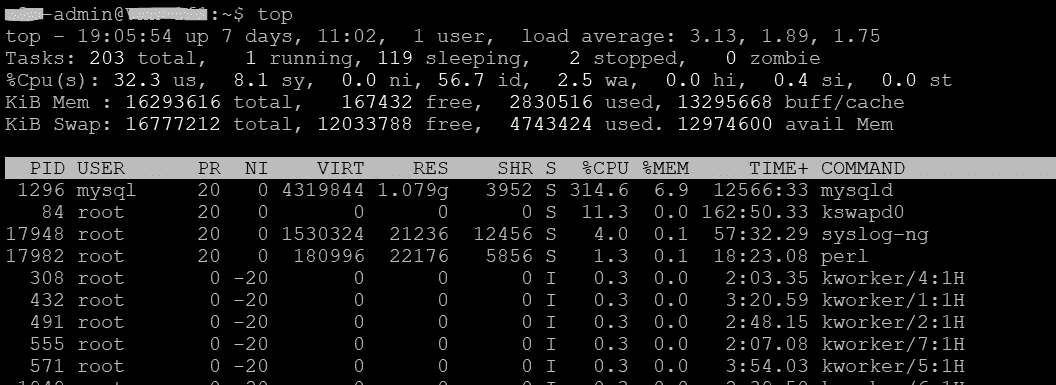 -admin@:~$ top
top - 19:05:54 up 7 days, 11:02,  1 user,  load average: 3.13, 1.89, 1.75
Tasks: 203 total,   1 running, 119 sleeping,   2 stopped,   0 zombie
%Cpu(s): 32.3 us,  8.1 sy,  0.0 ni, 56.7 id,  2.5 wa,  0.0 hi,  0.4 si,  0.0 st
KiB Mem : 16293616 total,   167432 free,  2830516 used, 13295668 buff/cache
KiB Swap: 16777212 total, 12033788 free,  4743424 used. 12974600 avail Mem
PID USER PR NI VIRT RES SHR S %CPU %MEM TIME+ COMMAND
1296 mysql 20 0 4319844 1.079g 3952 S 314.6 6.9 12566:33 mysqld
84 root 20 0 0 0 0 S 11.3 0.0 162:50.33 kswapd0
17948 root 20 0 1530324 21236 12456 S 4.0 0.1 57:32.29 syslog-ng
17982 root 20 0 180996 22176 5856 S 1.3 0.1 18:23.08 perl
308 root 0 -20 0 0 0 I 0.3 0.0 2:03.35 kworker/4:1H
432 root 0 -20 0 0 0 I 0.3 0.0 3:20.59 kworker/1:1H
491 root 0 -20 0 0 0 I 0.3 0.0 2:48.15 kworker/2:1H
555 root 0 -20 0 0 0 I 0.3 0.0 2:07.08 kworker/7:1H
571 root 0 -20 0 0 0 I 0.3 0.0 3:54.03 kworker/5:1H